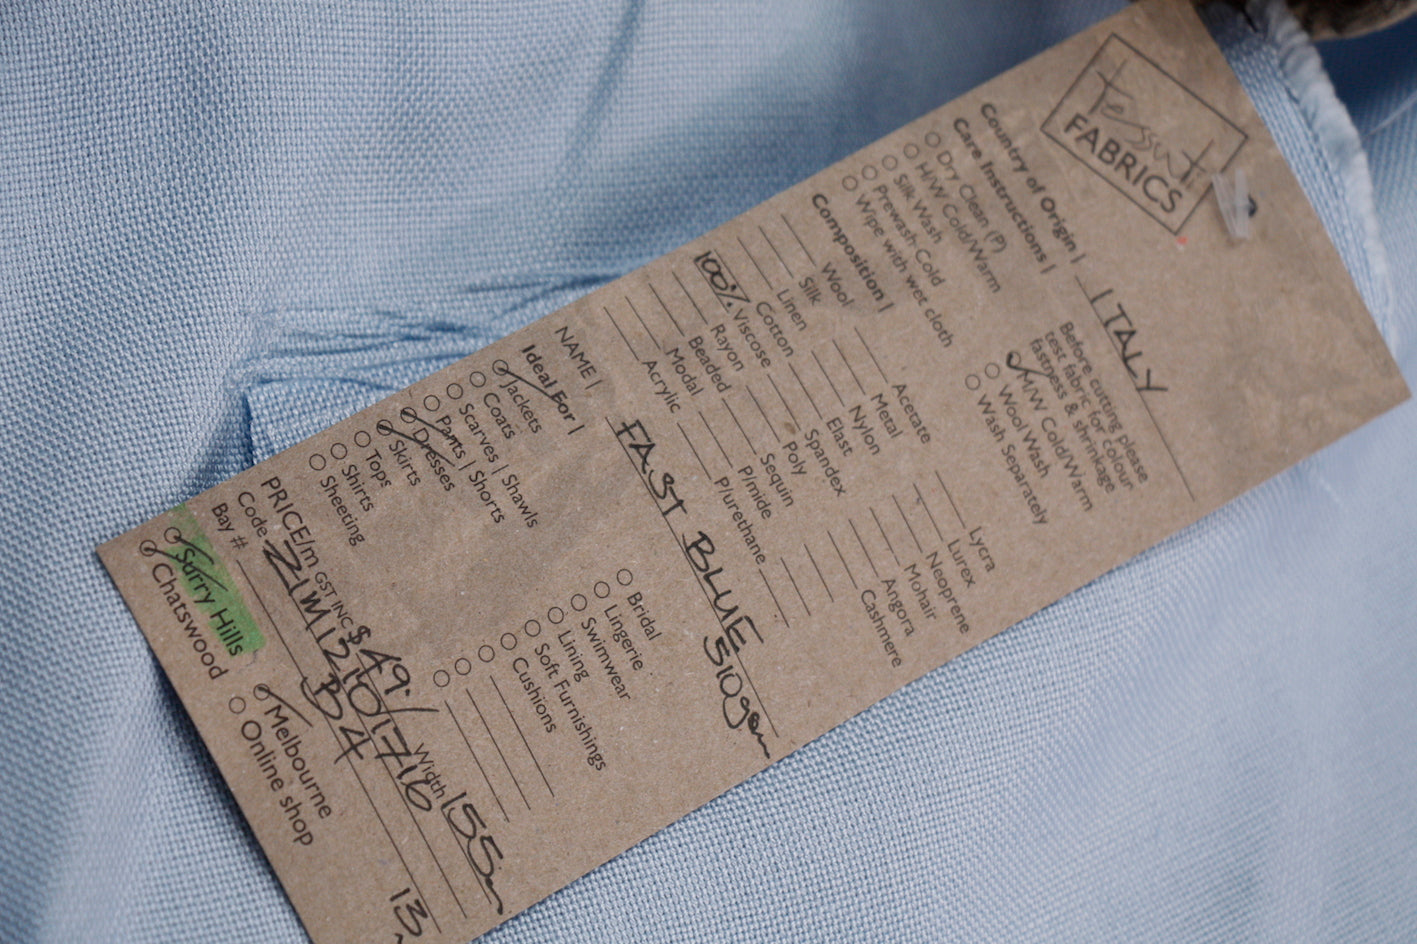 tessuti
FABRICS
Country of Origin | ITALY
Care Instructions |
Dry Clean (P)
H/W Cold/Warm
Silk Wash
Prewash Cold
Wipe with wet cloth
Before cutting please
test fabric for colour
fastness & shrinkage
M/W Cold/Warm
Wool Wash
Wash Separately
Composition |
Wool
Silk
Linen
Cotton
100% Viscose
Rayon
Beaded
Modal
Acrylic
Acetate
Metal
Nylon
Elast
Spandex
Poly
Sequin
P/mide
P/urethane
Lycra
Lurex
Neoprene
Mohair
Angora
Cashmere
NAME | FAST BLUE
510gsm
Ideal For |
Jackets
Coats
Scarves | Shawls
Pants | Shorts
Dresses
Skirts
Tops
Shirts
Sheeting
Bridal
Lingerie
Swimwear
Lining
Soft Furnishings
Cushions
PRICE/m GST INC $49./ Width 155
Code ZIW12101716
Bay # B4
13
Surry Hills
Chatswood
Melbourne
Online shop